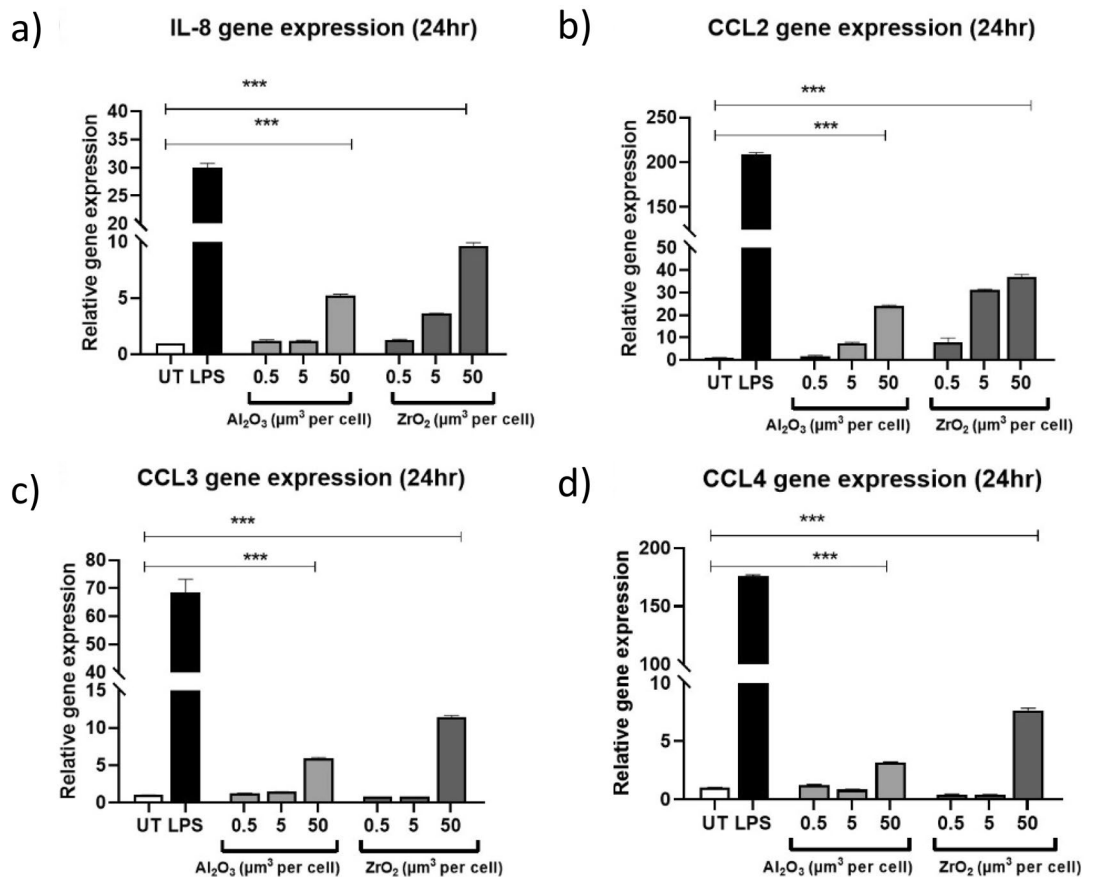 a)
IL-8 gene expression (24hr)
***
***
Relative gene expression
40
35
30
25
20
10
5
0
UT LPS 0.5 5 50 0.5 5 50
Al₂O₃ (µm³ per cell) ZrO₂ (µm³ per cell)
b)
CCL2 gene expression (24hr)
***
***
Relative gene expression
250
200
150
100
50
40
30
20
10
0
UT LPS 0.5 5 50 0.5 5 50
Al₂O₃ (µm³ per cell) ZrO₂ (µm³ per cell)
c)
CCL3 gene expression (24hr)
***
***
Relative gene expression
80
70
60
50
40
15
10
5
0
UT LPS 0.5 5 50 0.5 5 50
Al₂O₃ (µm³ per cell) ZrO₂ (µm³ per cell)
d)
CCL4 gene expression (24hr)
***
***
Relative gene expression
200
150
100
10
5
0
UT LPS 0.5 5 50 0.5 5 50
Al₂O₃ (µm³ per cell) ZrO₂ (µm³ per cell)